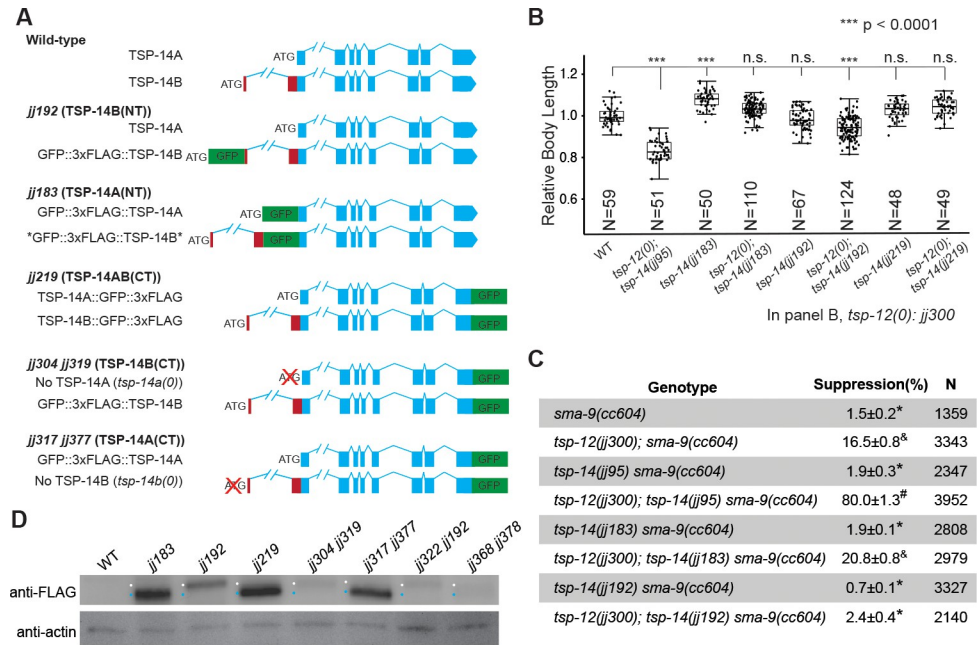 A
Wild-type
TSP-14A
ATG
TSP-14B
ATG
jj192 (TSP-14B(NT))
TSP-14A
ATG
GFP::3xFLAG::TSP-14B
ATG
GFP
jj183 (TSP-14A(NT))
GFP::3xFLAG::TSP-14A
ATG
GFP
*GFP::3xFLAG::TSP-14B*
ATG
GFP
jj219 (TSP-14AB(CT))
TSP-14A::GFP::3xFLAG
ATG
GFP
TSP-14B::GFP::3xFLAG
ATG
GFP
jj304 jj319 (TSP-14B(CT))
No TSP-14A (tsp-14a(0))
ATG
GFP
GFP::3xFLAG::TSP-14B
ATG
GFP
jj317 jj377 (TSP-14A(CT))
GFP::3xFLAG::TSP-14A
ATG
GFP
No TSP-14B (tsp-14b(0))
ATG
GFP
B
*** p < 0.0001
*** *** n.s. n.s. *** n.s. n.s.
Relative Body Length
1.2
1.0
0.8
0.6
N=59
N=51
N=50
N=110
N=67
N=124
N=48
N=49
WT
tsp-12(0);
tsp-14(jj95)
tsp-14(jj183)
tsp-12(0);
tsp-14(jj183)
tsp-14(jj192)
tsp-12(0);
tsp-14(jj192)
tsp-14(jj219)
tsp-12(0);
tsp-14(jj219)
In panel B, tsp-12(0): jj300
C
Genotype Suppression(%) N
sma-9(cc604) 1.5±0.2* 1359
tsp-12(jj300); sma-9(cc604) 16.5±0.8& 3343
tsp-14(jj95) sma-9(cc604) 1.9±0.3* 2347
tsp-12(jj300); tsp-14(jj95) sma-9(cc604) 80.0±1.3# 3952
tsp-14(jj183) sma-9(cc604) 1.9±0.1* 2808
tsp-12(jj300); tsp-14(jj183) sma-9(cc604) 20.8±0.8& 2979
tsp-14(jj192) sma-9(cc604) 0.7±0.1* 3327
tsp-12(jj300); tsp-14(jj192) sma-9(cc604) 2.4±0.4* 2140
D
WT
jj183
jj192
jj219
jj304 jj319
jj317 jj377
jj322 jj192
jj368 jj378
anti-FLAG
anti-actin